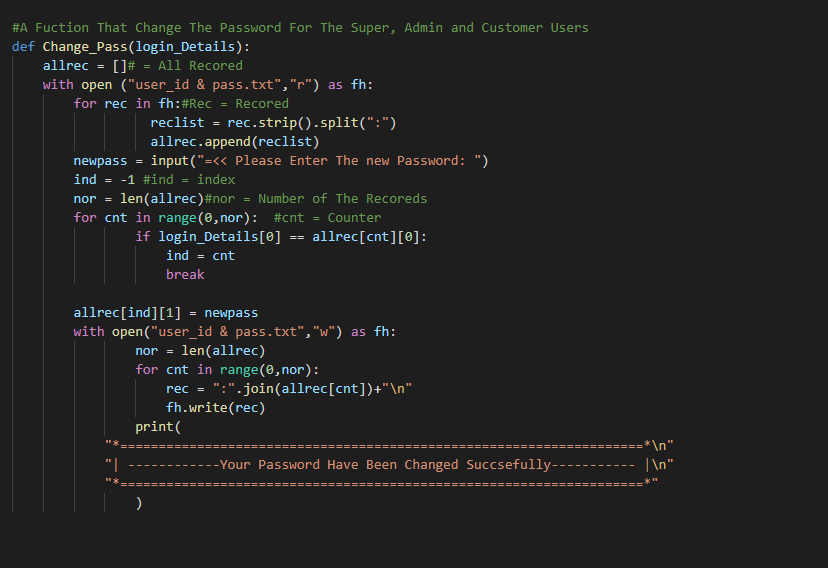 #A Fuction That Change The Password For The Super, Admin and Customer Users
def Change_Pass(login_Details):
    allrec = []# = All Recored
    with open ("user_id & pass.txt","r") as fh:
        for rec in fh:#Rec = Recored
                  reclist = rec.strip().split(":")
                  allrec.append(reclist)
        newpass = input("=<< Please Enter The new Password: ")
        ind = -1 #ind = index
        nor = len(allrec)#nor = Number of The Recoreds
        for cnt in range(0,nor):  #cnt = Counter
                if login_Details[0] == allrec[cnt][0]:
                    ind = cnt
                    break

        allrec[ind][1] = newpass
        with open("user_id & pass.txt","w") as fh:
                nor = len(allrec)
                for cnt in range(0,nor):
                    rec = ":".join(allrec[cnt])+"\n"
                    fh.write(rec)
                print(
            "*====================================================================*\n"
            "| ------------Your Password Have Been Changed Succsefully----------- |\n"
            "*====================================================================*"
                )